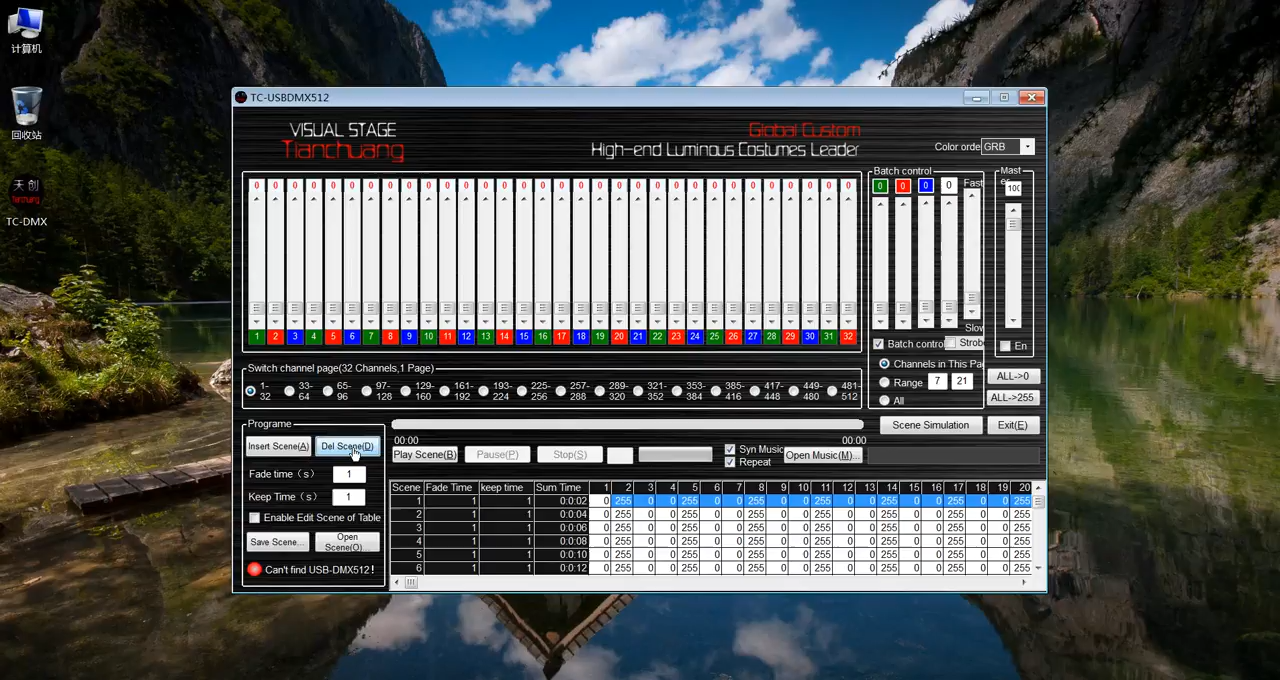 计算机
回收站
天创
Tianchuang
TC-DMX
TC-USBDMX512
VISUAL STAGE
Tianchuang
Global Custom
High-end Luminous Costumes Leader
Color orde GRB
0 0 0 0 0 0 0 0 0 0 0 0 0 0 0 0 0 0 0 0 0 0 0 0 0 0 0 0 0 0 0 0
1 2 3 4 5 6 7 8 9 10 11 12 13 14 15 16 17 18 19 20 21 22 23 24 25 26 27 28 29 30 31 32
Batch control
0 0 0 0 Fast
Slow
Batch control Strobe
Channels in This Pa
Range 7 21
All
Mast
er
100
En
ALL->0
ALL->255
Switch channel page(32 Channels,1 Page)
1-32 33-64 65-96 97-128 129-160 161-192 193-224 225-256 257-288 289-320 321-352 353-384 385-416 417-448 449-480 481-512
Programe
Insert Scene(A) Del Scene(D)
Fade time（s） 1
Keep Time（s） 1
Enable Edit Scene of Table
Save Scene... Open Scene(O)...
Can't find USB-DMX512！
00:00 00:00
Scene Simulation Exit(E)
Play Scene(B) Pause(P) Stop(S)
Syn Music
Repeat
Open Music(M)...
Scene Fade Time keep time Sum Time 1 2 3 4 5 6 7 8 9 10 11 12 13 14 15 16 17 18 19 20
1 1 1 0:0:02 0 255 0 0 255 0 0 255 0 0 255 0 0 255 0 0 255 0 0 255
2 1 1 0:0:04 0 255 0 0 255 0 0 255 0 0 255 0 0 255 0 0 255 0 0 255
3 1 1 0:0:06 0 255 0 0 255 0 0 255 0 0 255 0 0 255 0 0 255 0 0 255
4 1 1 0:0:08 0 255 0 0 255 0 0 255 0 0 255 0 0 255 0 0 255 0 0 255
5 1 1 0:0:10 0 255 0 0 255 0 0 255 0 0 255 0 0 255 0 0 255 0 0 255
6 1 1 0:0:12 0 255 0 0 255 0 0 255 0 0 255 0 0 255 0 0 255 0 0 255